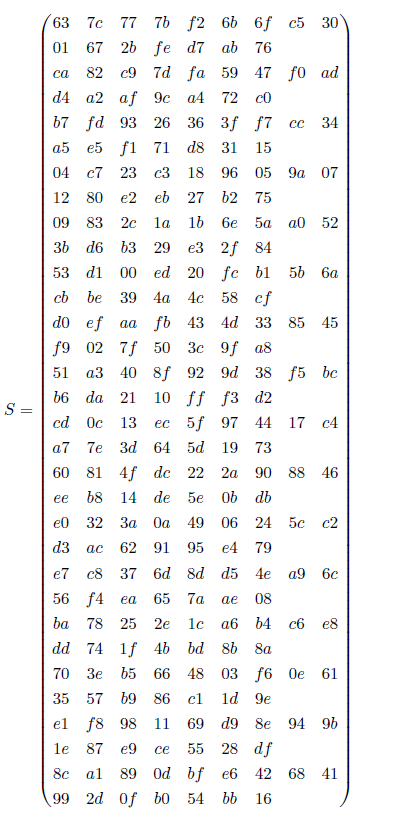 63 7c 77 7b f2 6b 6f c5 30
01 67 2b fe d7 ab 76
ca 82 c9 7d fa 59 47 f0 ad
d4 a2 af 9c a4 72 c0
b7 fd 93 26 36 3f f7 cc 34
a5 e5 f1 71 d8 31 15
04 c7 23 c3 18 96 05 9a 07
12 80 e2 eb 27 b2 75
09 83 2c 1a 1b 6e 5a a0 52
3b d6 b3 29 e3 2f 84
53 d1 00 ed 20 fc b1 5b 6a
cb be 39 4a 4c 58 cf
d0 ef aa fb 43 4d 33 85 45
f9 02 7f 50 3c 9f a8
51 a3 40 8f 92 9d 38 f5 bc
b6 da 21 10 ff f3 d2
S =
cd 0c 13 ec 5f 97 44 17 c4
a7 7e 3d 64 5d 19 73
60 81 4f dc 22 2a 90 88 46
ee b8 14 de 5e 0b db
e0 32 3a 0a 49 06 24 5c c2
d3 ac 62 91 95 e4 79
e7 c8 37 6d 8d d5 4e a9 6c
56 f4 ea 65 7a ae 08
ba 78 25 2e 1c a6 b4 c6 e8
dd 74 1f 4b bd 8b 8a
70 3e b5 66 48 03 f6 0e 61
35 57 b9 86 c1 1d 9e
e1 f8 98 11 69 d9 8e 94 9b
1e 87 e9 ce 55 28 df
8c a1 89 0d bf e6 42 68 41
99 2d 0f b0 54 bb 16